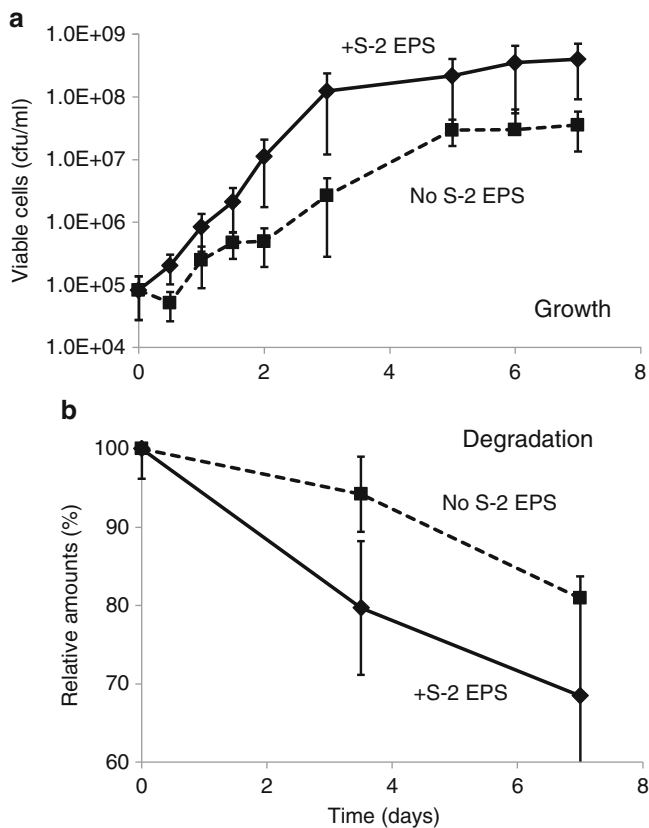 a
1.0E+09
1.0E+08
1.0E+07
1.0E+06
1.0E+05
1.0E+04
Viable cells (cfu/ml)
+S-2 EPS
No S-2 EPS
Growth
0
2
4
6
8
b
100
90
80
70
60
Relative amounts (%)
Degradation
No S-2 EPS
+S-2 EPS
0
2
4
6
8
Time (days)